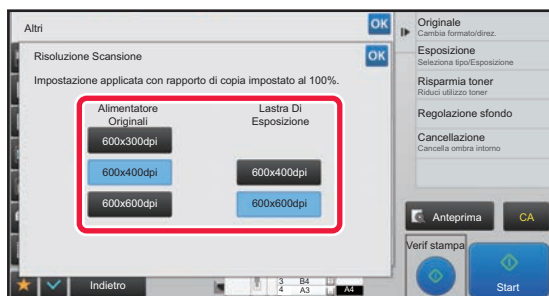 Altri
OK
Risoluzione Scansione
OK
Impostazione applicata con rapporto di copia impostato al 100%.
Alimentatore
Originali
600x300dpi
600x400dpi
600x600dpi
Lastra Di
Esposizione
600x400dpi
600x600dpi
Indietro
3 B4
4 A3
A4
Originale
Cambia formato/direz.
Esposizione
Seleziona tipo/Esposizione
Risparmia toner
Riduci utilizzo toner
Regolazione sfondo
Cancellazione
Cancella ombra intorno
Anteprima
CA
Verif stampa
Start